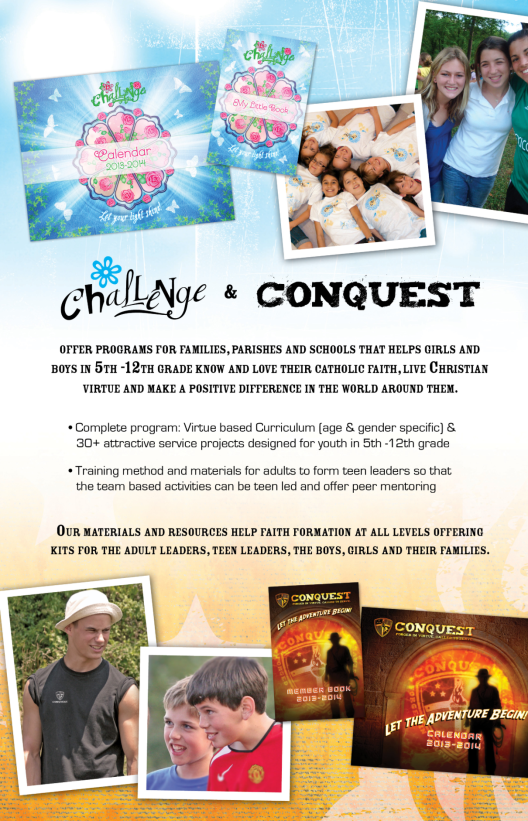 Challenge
Calendar
2013-2014
Let your light shine!
Challenge
My Little Book
Let your light shine!
Challenge & CONQUEST
OFFER PROGRAMS FOR FAMILIES, PARISHES AND SCHOOLS THAT HELPS GIRLS AND
BOYS IN 5TH -12TH GRADE KNOW AND LOVE THEIR CATHOLIC FAITH, LIVE CHRISTIAN
VIRTUE AND MAKE A POSITIVE DIFFERENCE IN THE WORLD AROUND THEM.
• Complete program: Virtue based Curriculum (age & gender specific) &
30+ attractive service projects designed for youth in 5th -12th grade
• Training method and materials for adults to form teen leaders so that
the team based activities can be teen led and offer peer mentoring
OUR MATERIALS AND RESOURCES HELP FAITH FORMATION AT ALL LEVELS OFFERING
KITS FOR THE ADULT LEADERS, TEEN LEADERS, THE BOYS, GIRLS AND THEIR FAMILIES.
CONQUEST
LET THE ADVENTURE BEGIN!
CONQUEST
MEMBER BOOK
2013-2014
CONQUEST
CONQUEST
LET THE ADVENTURE BEGIN!
CALENDAR
2013-2014